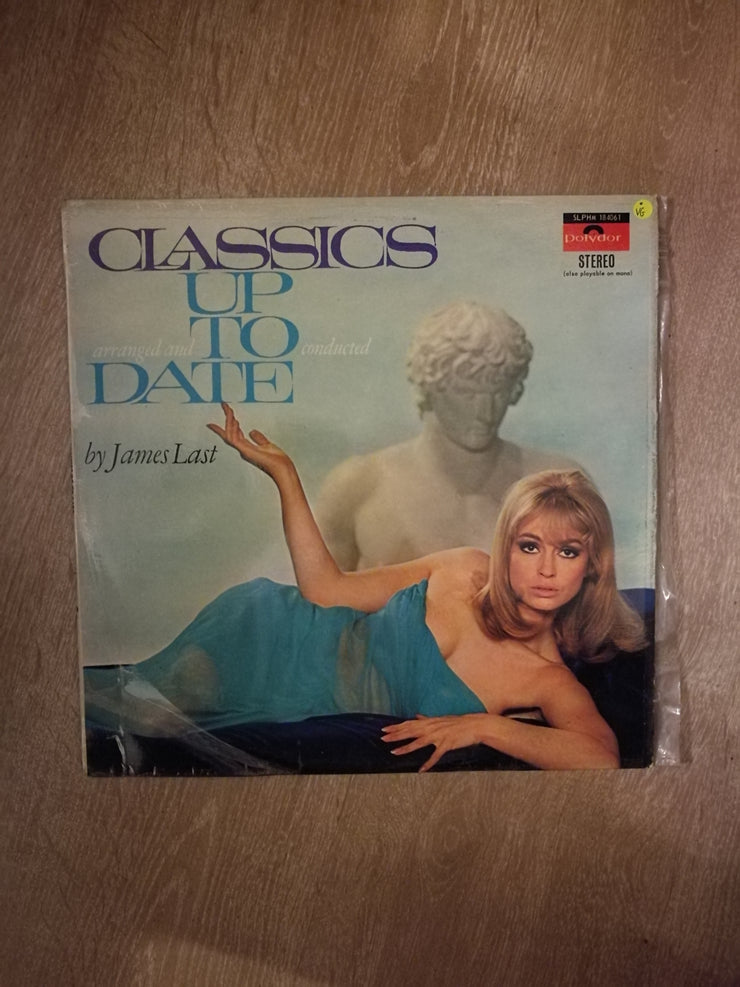 CLASSICS
UP
arranged and TO conducted
DATE
by James Last
SLPHM 184061
Polydor
STEREO
(also playable on mono)
VG